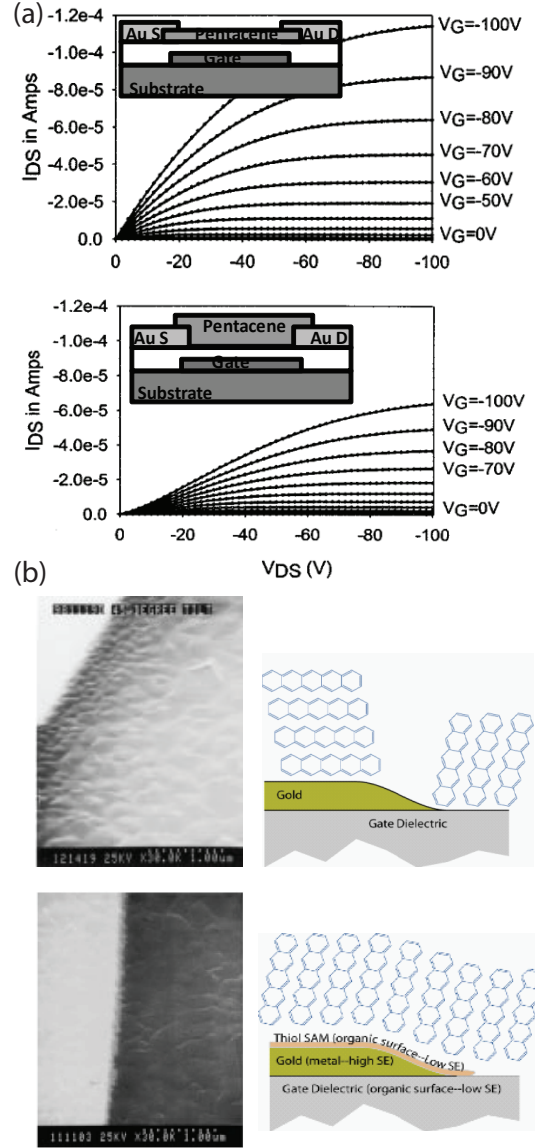 (a)
-1.2e-4
-1.0e-4
-8.0e-5
-6.0e-5
-4.0e-5
-2.0e-5
0.0
IDS in Amps
Au S
Pentacene
Au D
Gate
Substrate
VG=-100V
VG=-90V
VG=-80V
VG=-70V
VG=-60V
VG=-50V
VG=0V
0
-20
-40
-60
-80
-100
-1.2e-4
-1.0e-4
-8.0e-5
-6.0e-5
-4.0e-5
-2.0e-5
0.0
IDS in Amps
Pentacene
Au S
Au D
Gate
Substrate
VG=-100V
VG=-90V
VG=-80V
VG=-70V
VG=0V
0
-20
-40
-60
-80
-100
VDS (V)
(b)
DEGREE TILT
121419 25KV X30.0K 1.00um
Gold
Gate Dielectric
111103 25KV X30.0K 1.00um
Thiol SAM (organic surface--Low SE)
Gold (metal--high SE)
Gate Dielectric (organic surface--low SE)